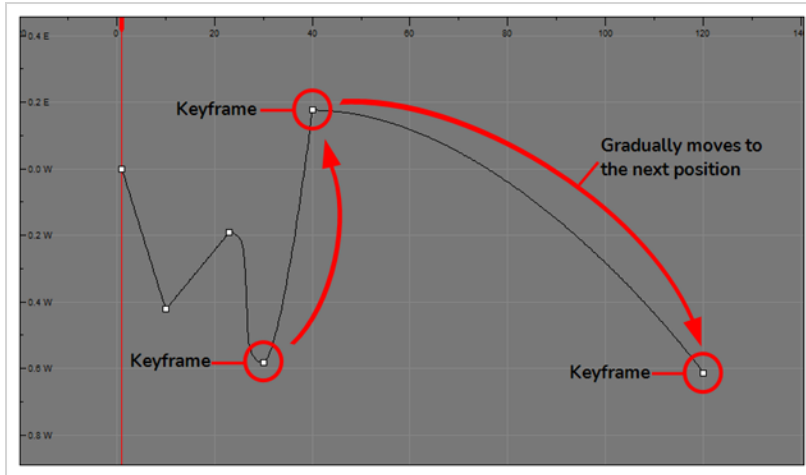 0 20 40 60 80 100 120 140
0.4 E
0.2 E
Keyframe
Gradually moves to
the next position
0.0 W
0.2 W
0.4 W
Keyframe
0.6 W
Keyframe
0.8 W